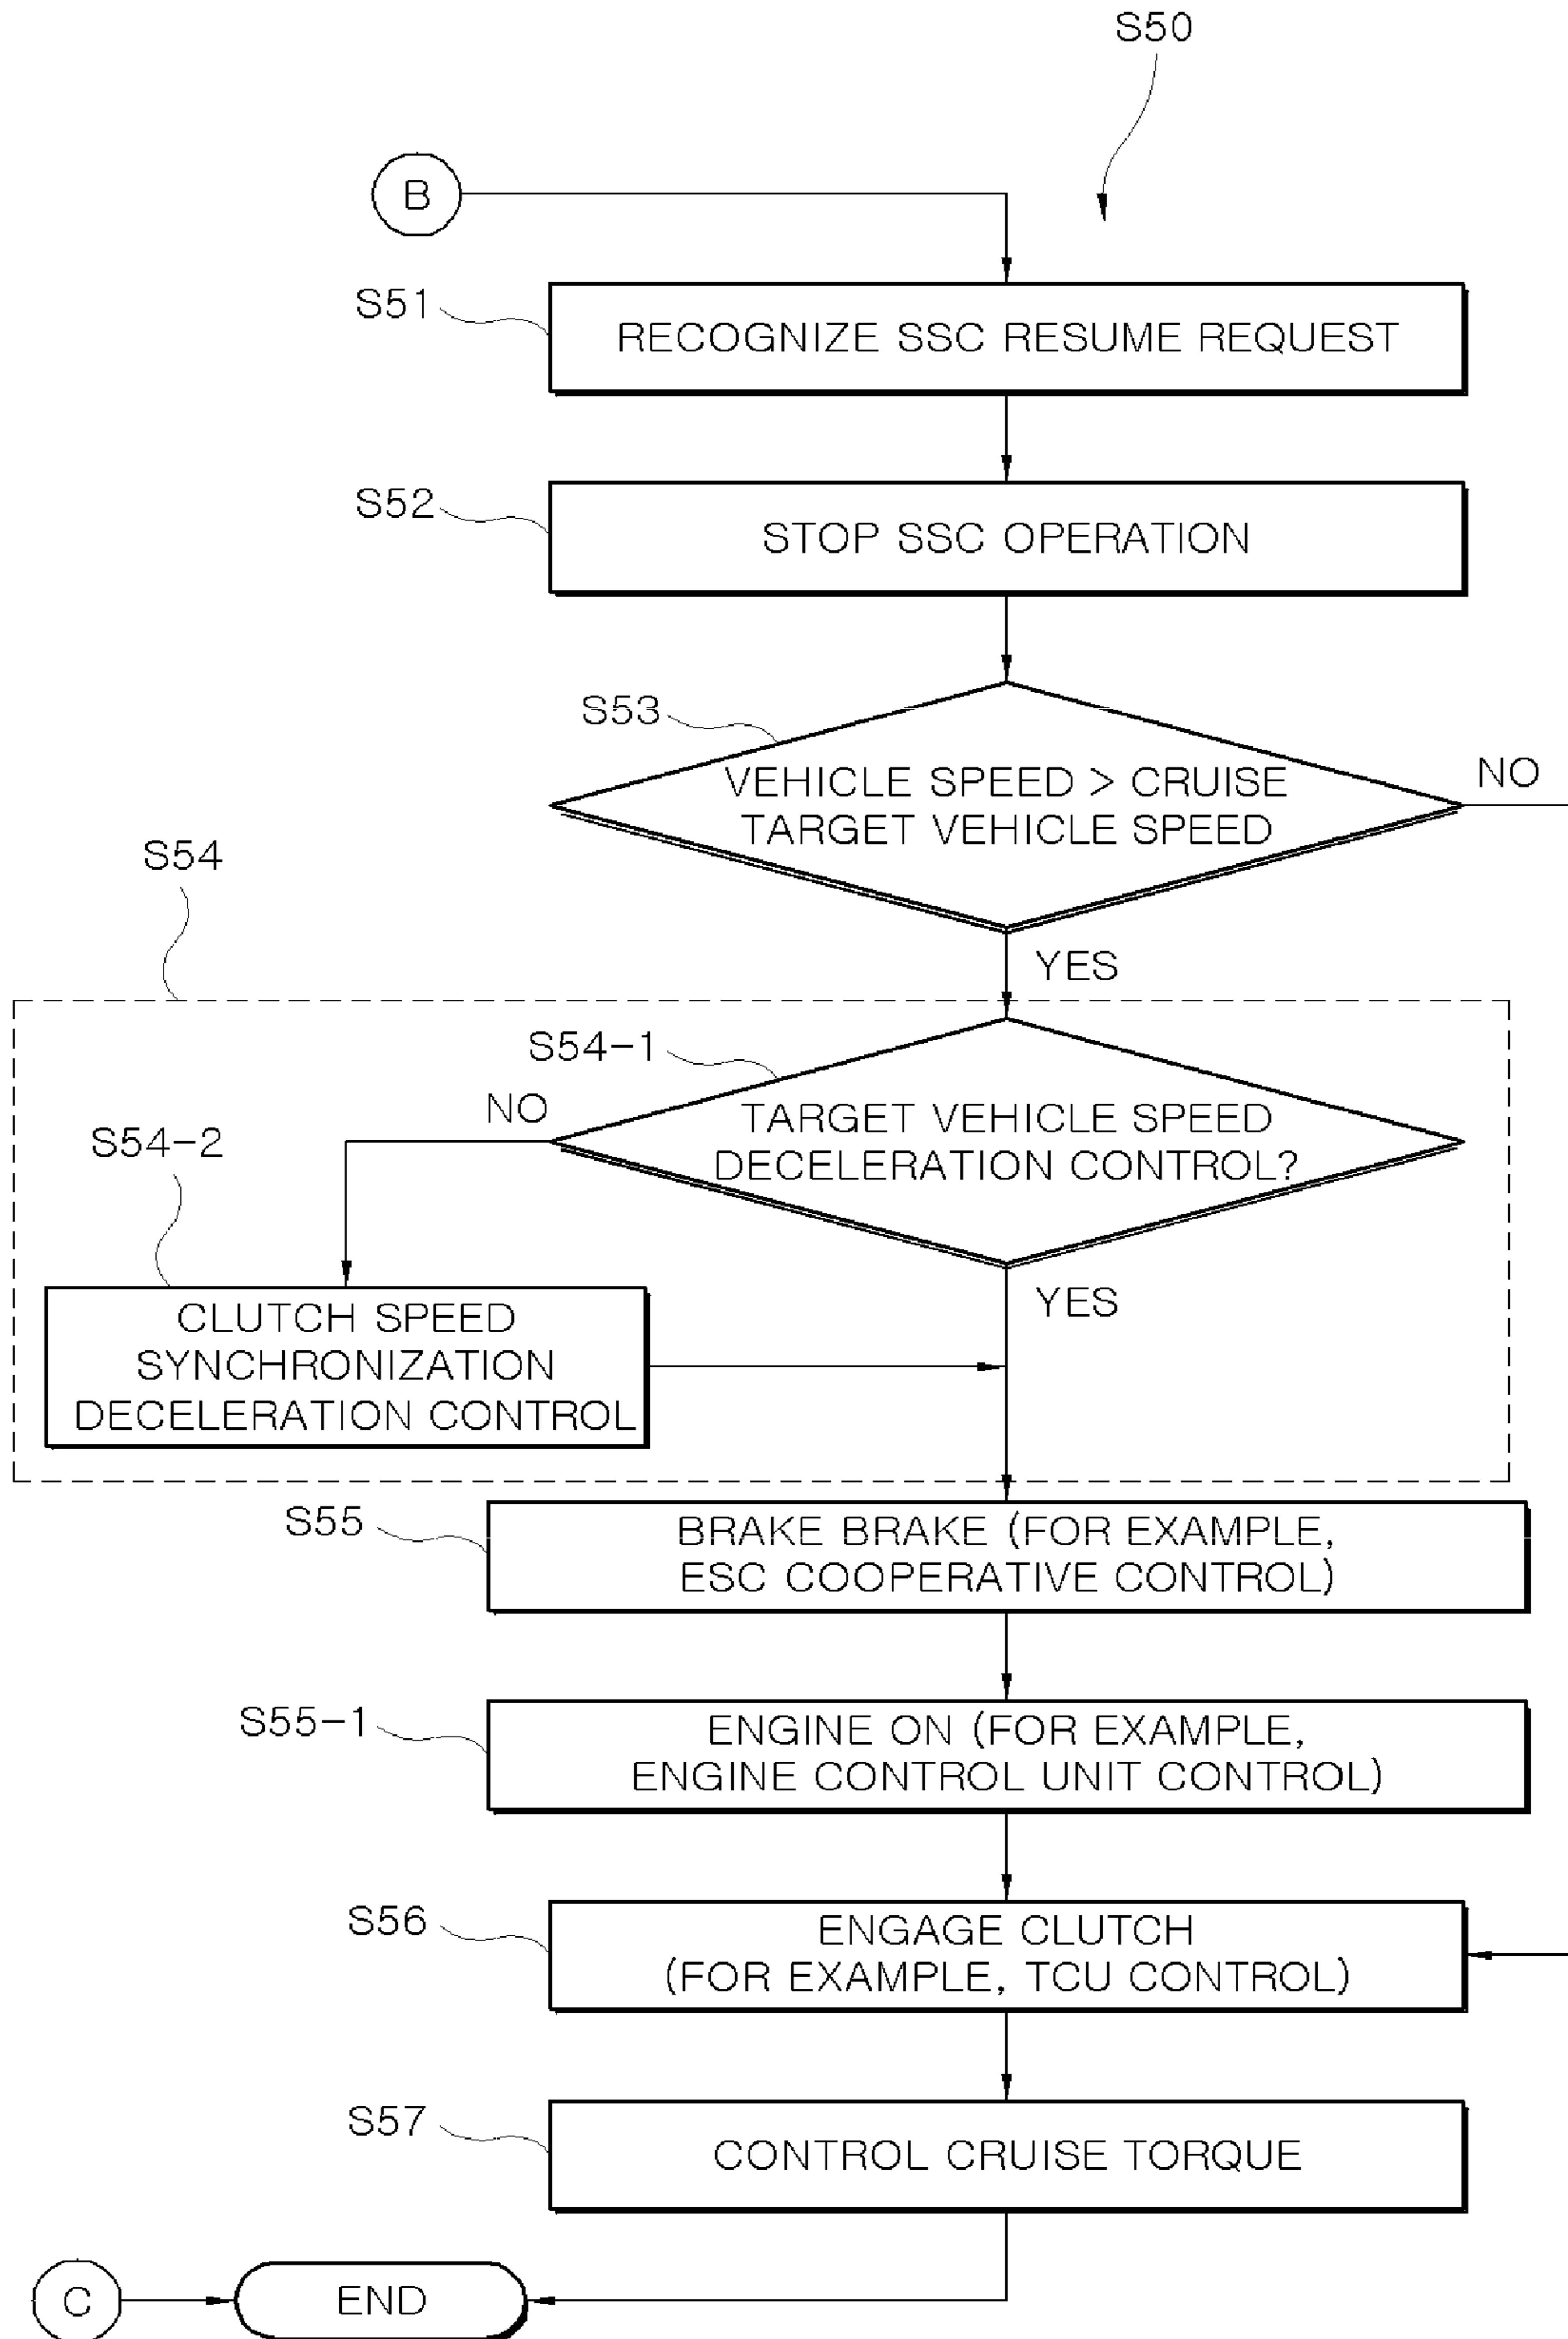 S50
B
S51
RECOGNIZE SSC RESUME REQUEST
S52
STOP SSC OPERATION
S53
VEHICLE SPEED > CRUISE
TARGET VEHICLE SPEED
NO
YES
S54
S54-1
TARGET VEHICLE SPEED
DECELERATION CONTROL?
NO
YES
S54-2
CLUTCH SPEED
SYNCHRONIZATION
DECELERATION CONTROL
S55
BRAKE BRAKE (FOR EXAMPLE,
ESC COOPERATIVE CONTROL)
S55-1
ENGINE ON (FOR EXAMPLE,
ENGINE CONTROL UNIT CONTROL)
S56
ENGAGE CLUTCH
(FOR EXAMPLE, TCU CONTROL)
S57
CONTROL CRUISE TORQUE
C
END